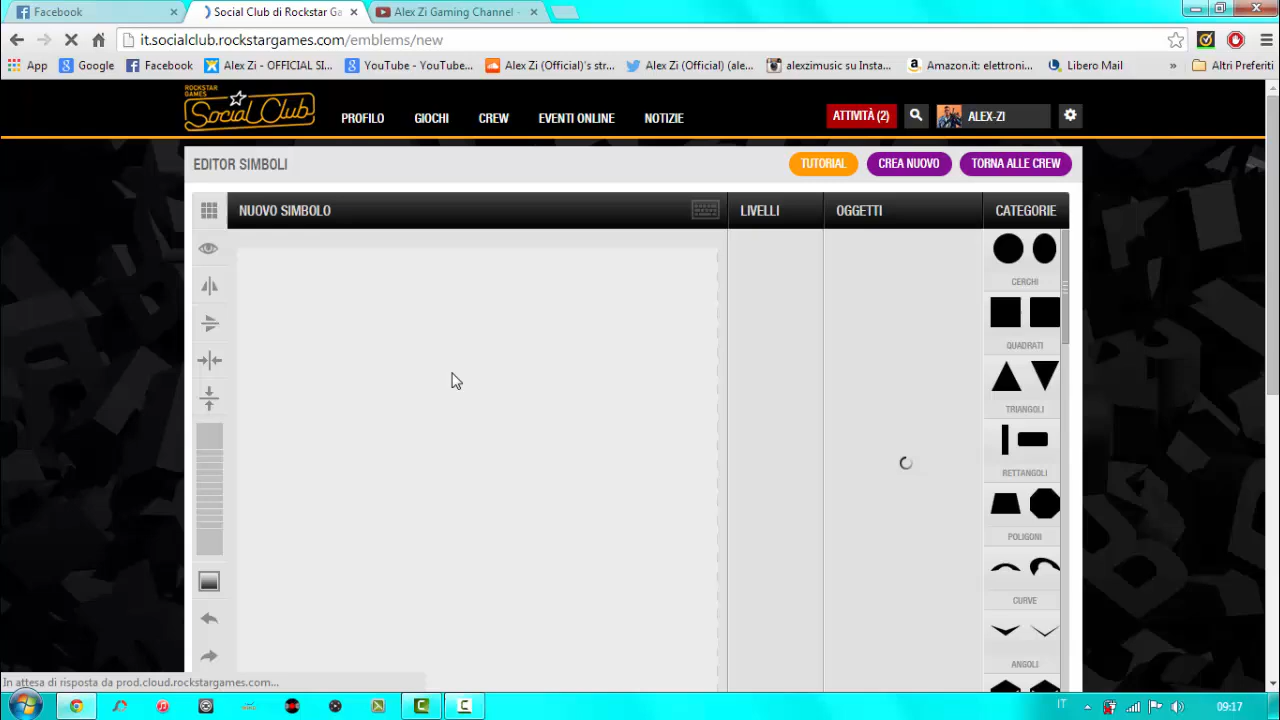 Facebook
Social Club di Rockstar Ga
Alex Zi Gaming Channel -
it.socialclub.rockstargames.com/emblems/new
App
Google
Facebook
Alex Zi - OFFICIAL SI...
YouTube - YouTube...
Alex Zi (Official)'s str...
Alex Zi (Official) (ale...
alexzimusic su Insta...
Amazon.it: elettroni...
Libero Mail
»
Altri Preferiti
ROCKSTAR GAMES
Social Club
PROFILO
GIOCHI
CREW
EVENTI ONLINE
NOTIZIE
ATTIVITÀ (2)
ALEX-ZI
EDITOR SIMBOLI
TUTORIAL
CREA NUOVO
TORNA ALLE CREW
NUOVO SIMBOLO
LIVELLI
OGGETTI
CATEGORIE
CERCHI
QUADRATI
TRIANGOLI
RETTANGOLI
POLIGONI
CURVE
ANGOLI
In attesa di risposta da prod.cloud.rockstargames.com...
IT
09:17